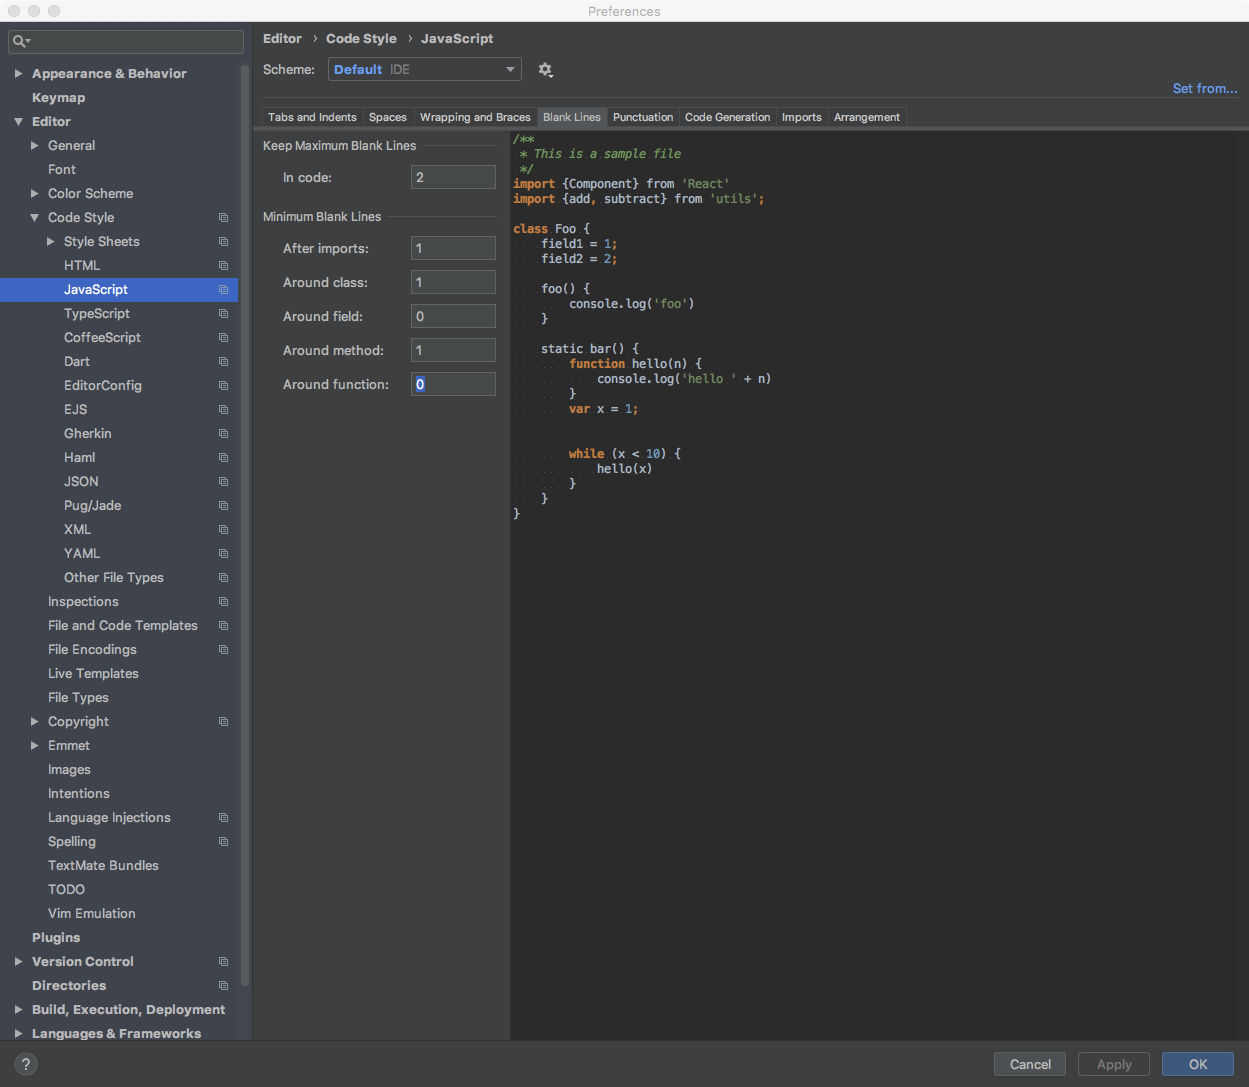 Preferences
Appearance & Behavior
Keymap
Editor
General
Font
Color Scheme
Code Style
Style Sheets
HTML
JavaScript
TypeScript
CoffeeScript
Dart
EditorConfig
EJS
Gherkin
Haml
JSON
Pug/Jade
XML
YAML
Other File Types
Inspections
File and Code Templates
File Encodings
Live Templates
File Types
Copyright
Emmet
Images
Intentions
Language Injections
Spelling
TextMate Bundles
TODO
Vim Emulation
Plugins
Version Control
Directories
Build, Execution, Deployment
Languages & Frameworks
Editor › Code Style › JavaScript
Scheme: Default IDE
Set from...
Tabs and Indents Spaces Wrapping and Braces Blank Lines Punctuation Code Generation Imports Arrangement
Keep Maximum Blank Lines
In code: 2
Minimum Blank Lines
After imports: 1
Around class: 1
Around field: 0
Around method: 1
Around function: 0
/**
 * This is a sample file
 */
import {Component} from 'React'
import {add, subtract} from 'utils';
class Foo {
    field1 = 1;
    field2 = 2;
    foo() {
        console.log('foo')
    }
    static bar() {
        function hello(n) {
            console.log('hello ' + n)
        }
        var x = 1;
        while (x < 10) {
            hello(x)
        }
    }
}
?
Cancel Apply OK